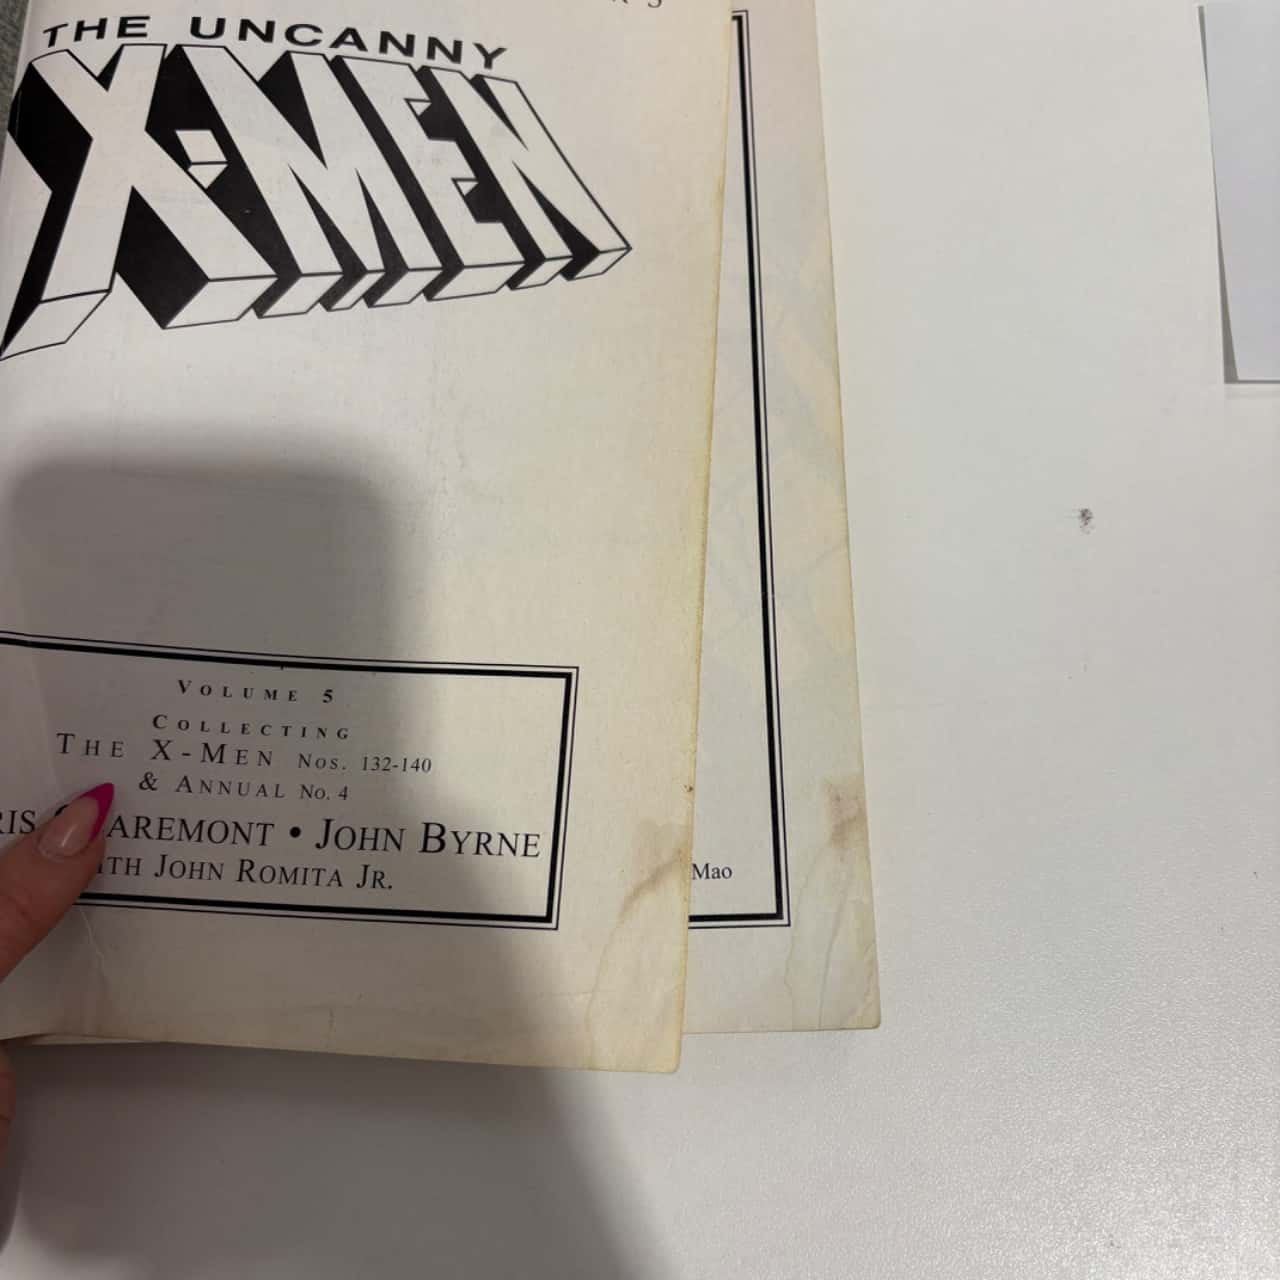 THE UNCANNY
X-MEN
VOLUME 5
COLLECTING
THE X-MEN NOS. 132-140
& ANNUAL NO. 4
AREMONT • JOHN BYRNE
JOHN ROMITA JR.
Mao